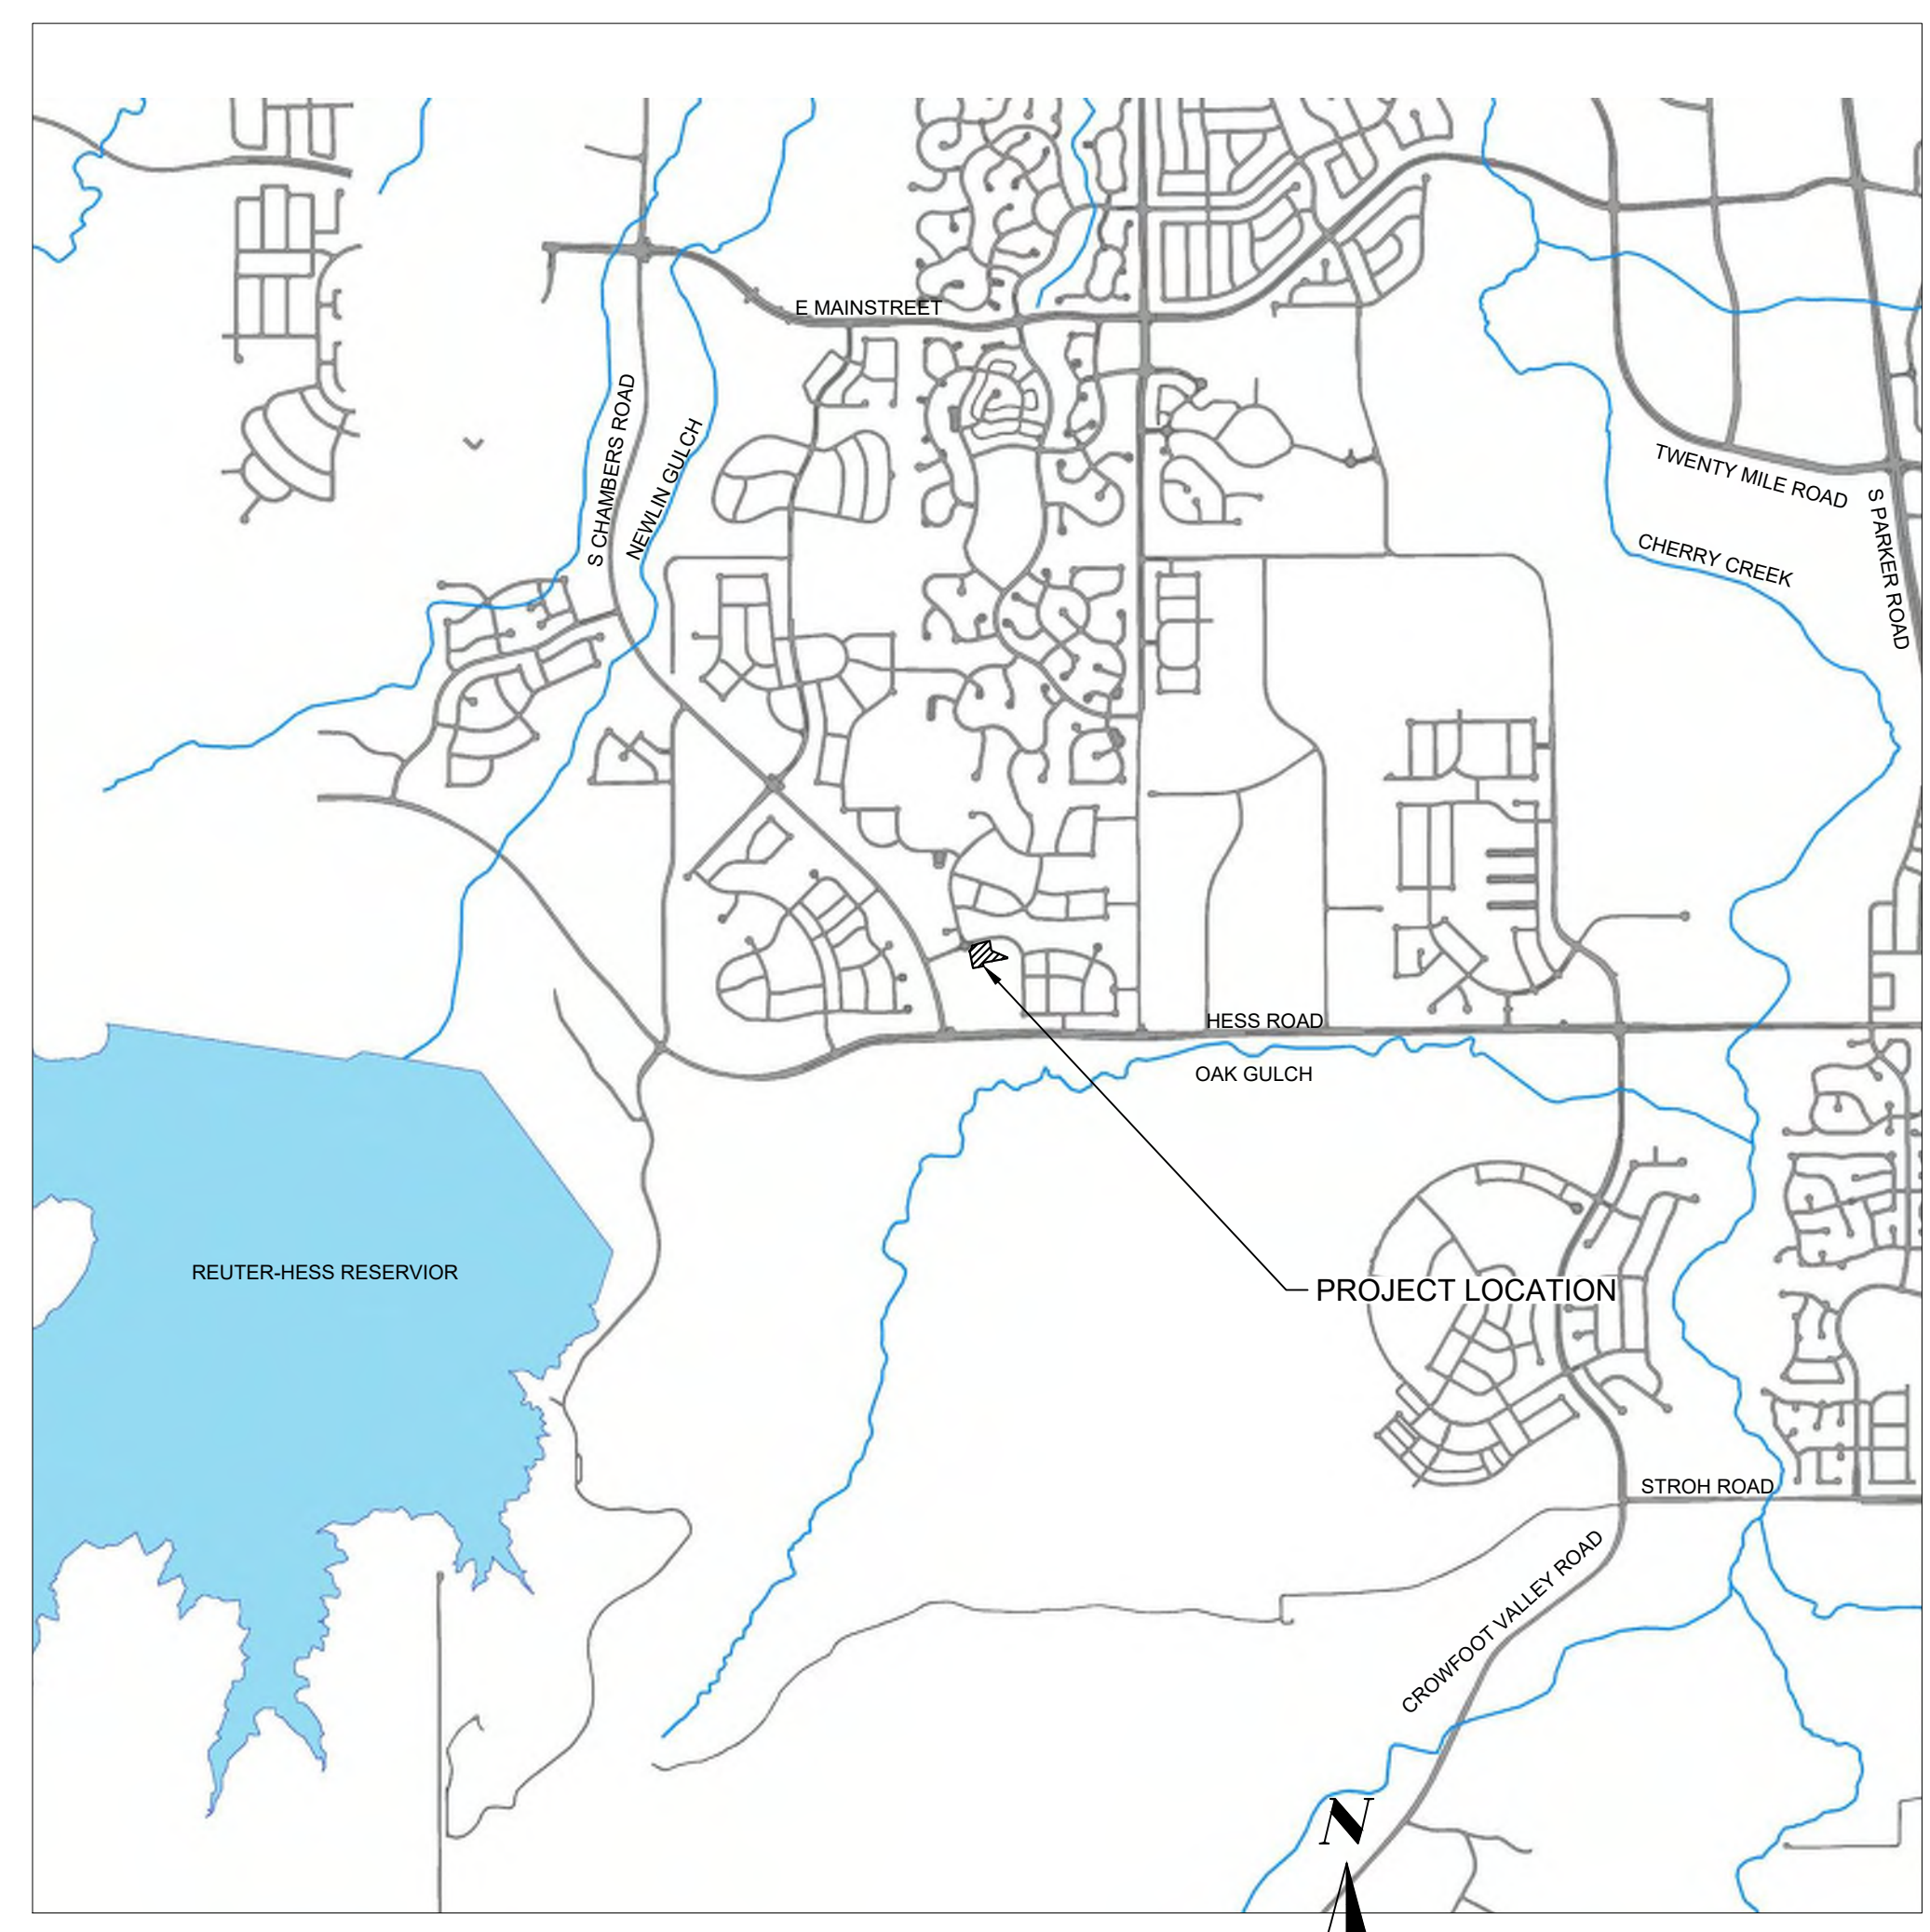 E MAINSTREET
S CHAMBERS ROAD
NEWLIN GULCH
TWENTY MILE ROAD
S PARKER ROAD
CHERRY CREEK
HESS ROAD
OAK GULCH
REUTER-HESS RESERVIOR
PROJECT LOCATION
STROH ROAD
CROWFOOT VALLEY ROAD
N